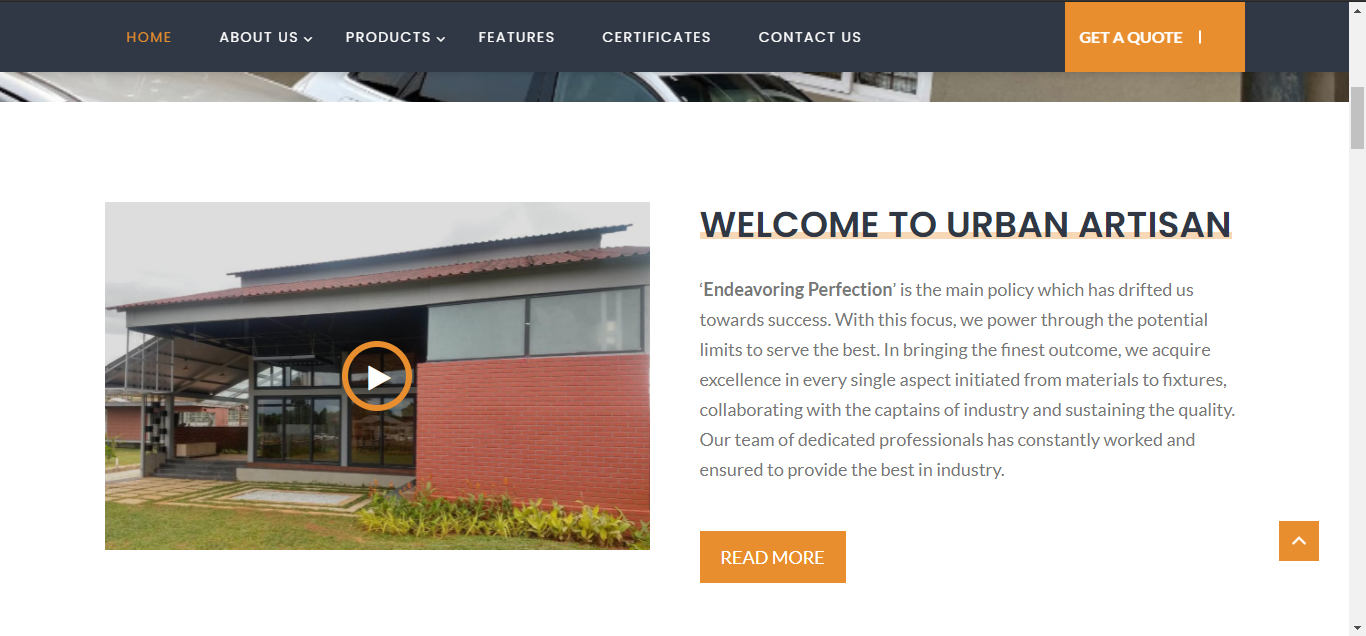 HOME ABOUT US PRODUCTS FEATURES CERTIFICATES CONTACT US GET A QUOTE |
WELCOME TO URBAN ARTISAN
‘Endeavoring Perfection’ is the main policy which has drifted us
towards success. With this focus, we power through the potential
limits to serve the best. In bringing the finest outcome, we acquire
excellence in every single aspect initiated from materials to fixtures,
collaborating with the captains of industry and sustaining the quality.
Our team of dedicated professionals has constantly worked and
ensured to provide the best in industry.
READ MORE